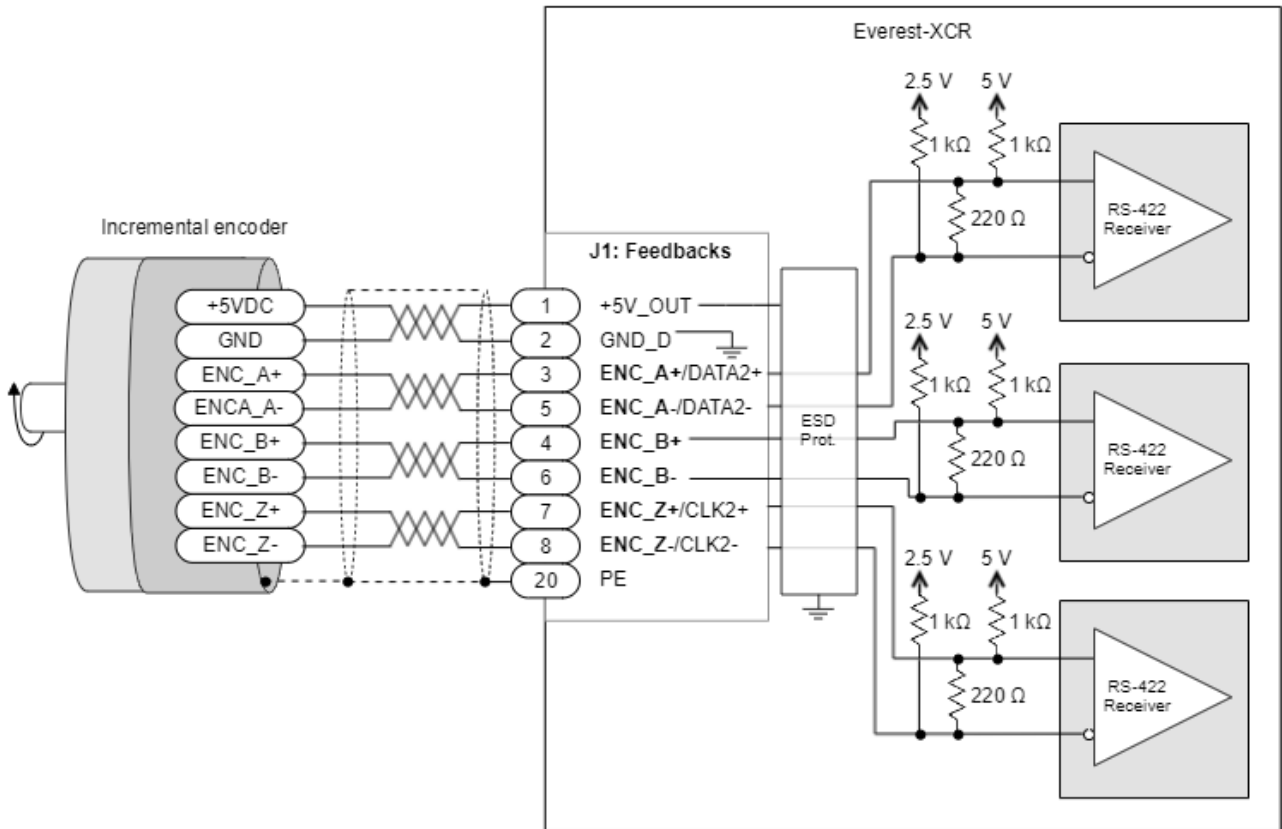 Everest-XCR
2.5 V
5 V
1 kΩ
1 kΩ
220 Ω
RS-422
Receiver
Incremental encoder
J1: Feedbacks
+5VDC
1
+5V_OUT
GND
2
GND_D
ENC_A+
3
ENC_A+/DATA2+
ENCA_A-
5
ENC_A-/DATA2-
ENC_B+
4
ENC_B+
ENC_B-
6
ENC_B-
ENC_Z+
7
ENC_Z+/CLK2+
ENC_Z-
8
ENC_Z-/CLK2-
20
PE
ESD
Prot.
2.5 V
5 V
1 kΩ
1 kΩ
220 Ω
RS-422
Receiver
2.5 V
5 V
1 kΩ
1 kΩ
220 Ω
RS-422
Receiver